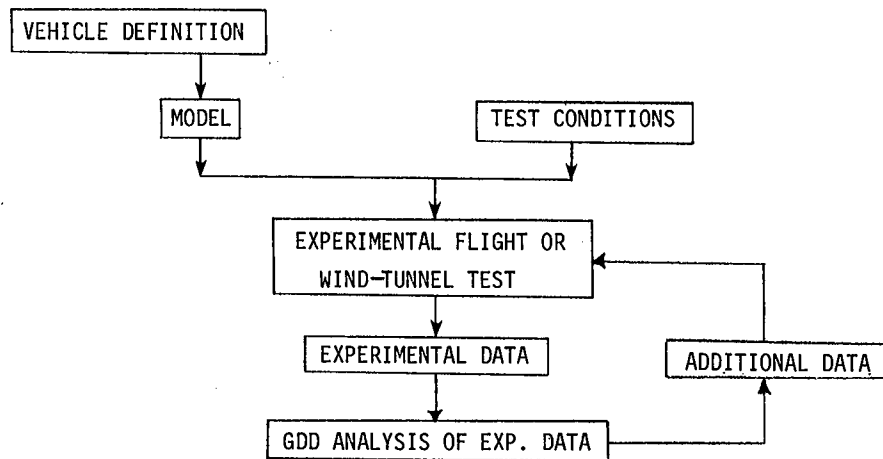 VEHICLE DEFINITION
MODEL
TEST CONDITIONS
EXPERIMENTAL FLIGHT OR
WIND-TUNNEL TEST
EXPERIMENTAL DATA
ADDITIONAL DATA
GDD ANALYSIS OF EXP. DATA